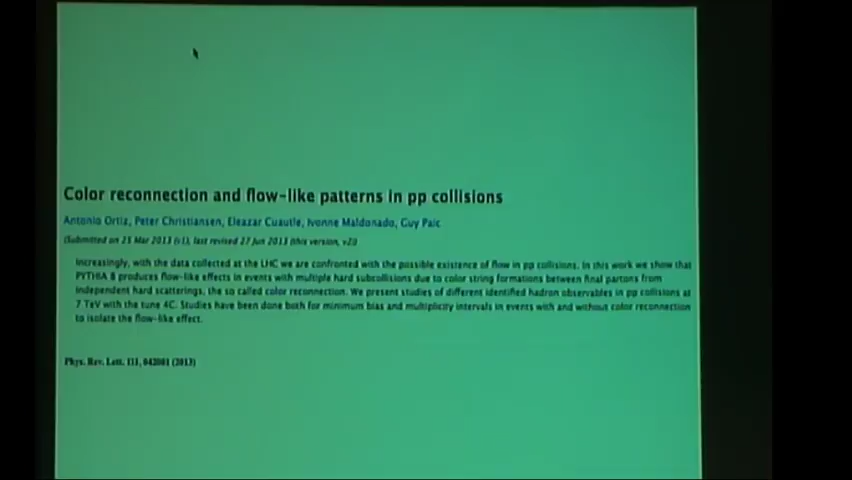 Color reconnection and flow-like patterns in pp collisions
Antonio Ortiz, Peter Christiansen, Eleazar Cuautle, Ivonne Maldonado, Guy Paic
(Submitted on 25 Mar 2013 (v1), last revised 27 Jun 2013 (this version, v2))
Increasingly, with the data collected at the LHC we are confronted with the possible existence of flow in pp collisions. In this work we show that
PYTHIA 8 produces flow-like effects in events with multiple hard subcollisions due to color string formations between final partons from
independent hard scatterings, the so called color reconnection. We present studies of different identified hadron observables in pp collisions at
7 TeV with the tune 4C. Studies have been done both for minimum bias and multiplicity intervals in events with and without color reconnection
to isolate the flow-like effect.
Phys. Rev. Lett. 111, 042001 (2013)